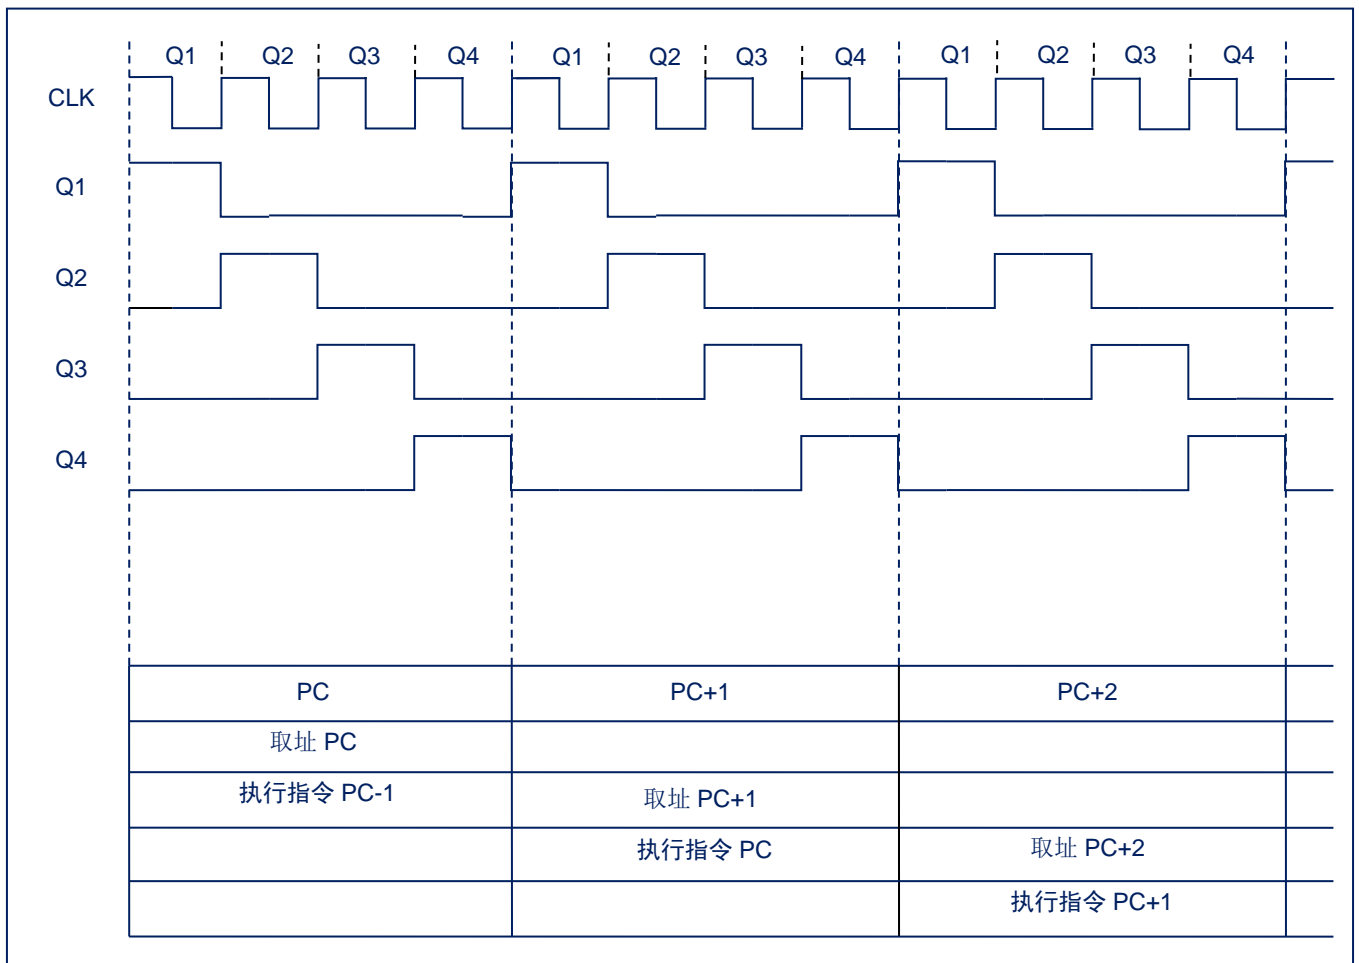 Q1 Q2 Q3 Q4 Q1 Q2 Q3 Q4 Q1 Q2 Q3 Q4
CLK
Q1
Q2
Q3
Q4
PC PC+1 PC+2
取址 PC
执行指令 PC-1 取址 PC+1
执行指令 PC 取址 PC+2
执行指令 PC+1